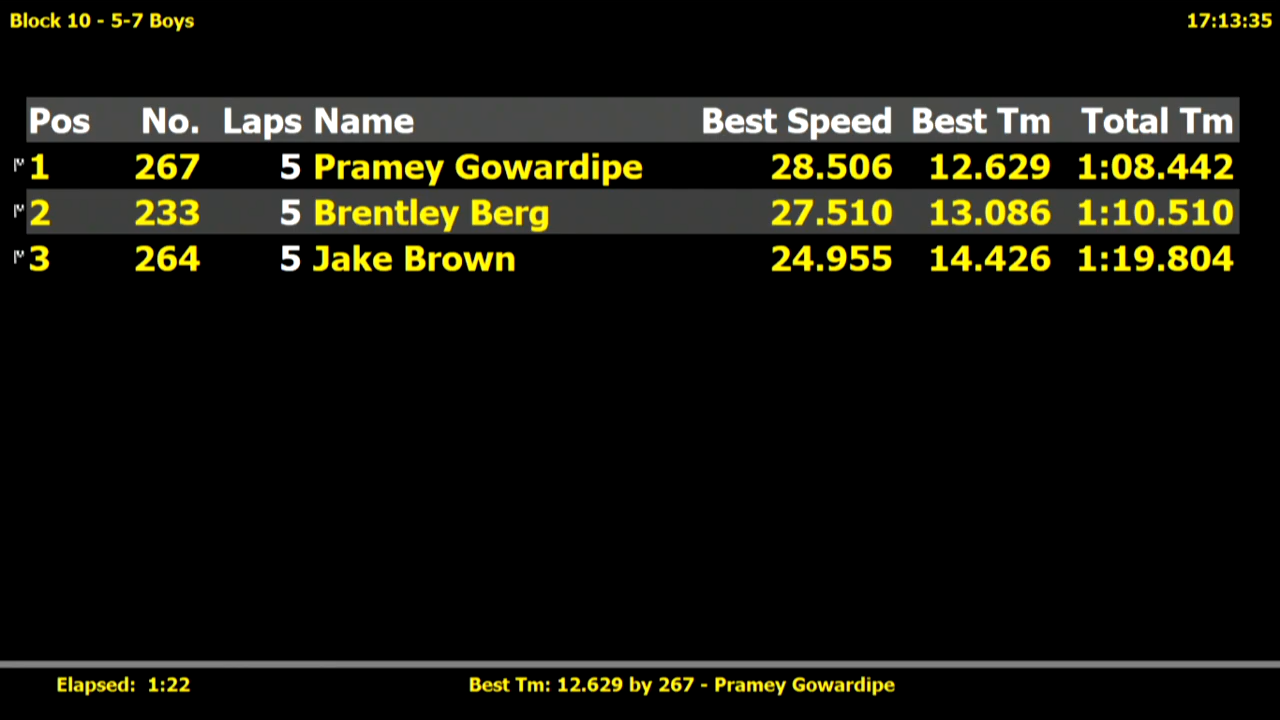 Block 10 - 5-7 Boys 17:13:35
Pos No. Laps Name Best Speed Best Tm Total Tm
1 267 5 Pramey Gowardipe 28.506 12.629 1:08.442
2 233 5 Brentley Berg 27.510 13.086 1:10.510
3 264 5 Jake Brown 24.955 14.426 1:19.804
Elapsed: 1:22 Best Tm: 12.629 by 267 - Pramey Gowardipe